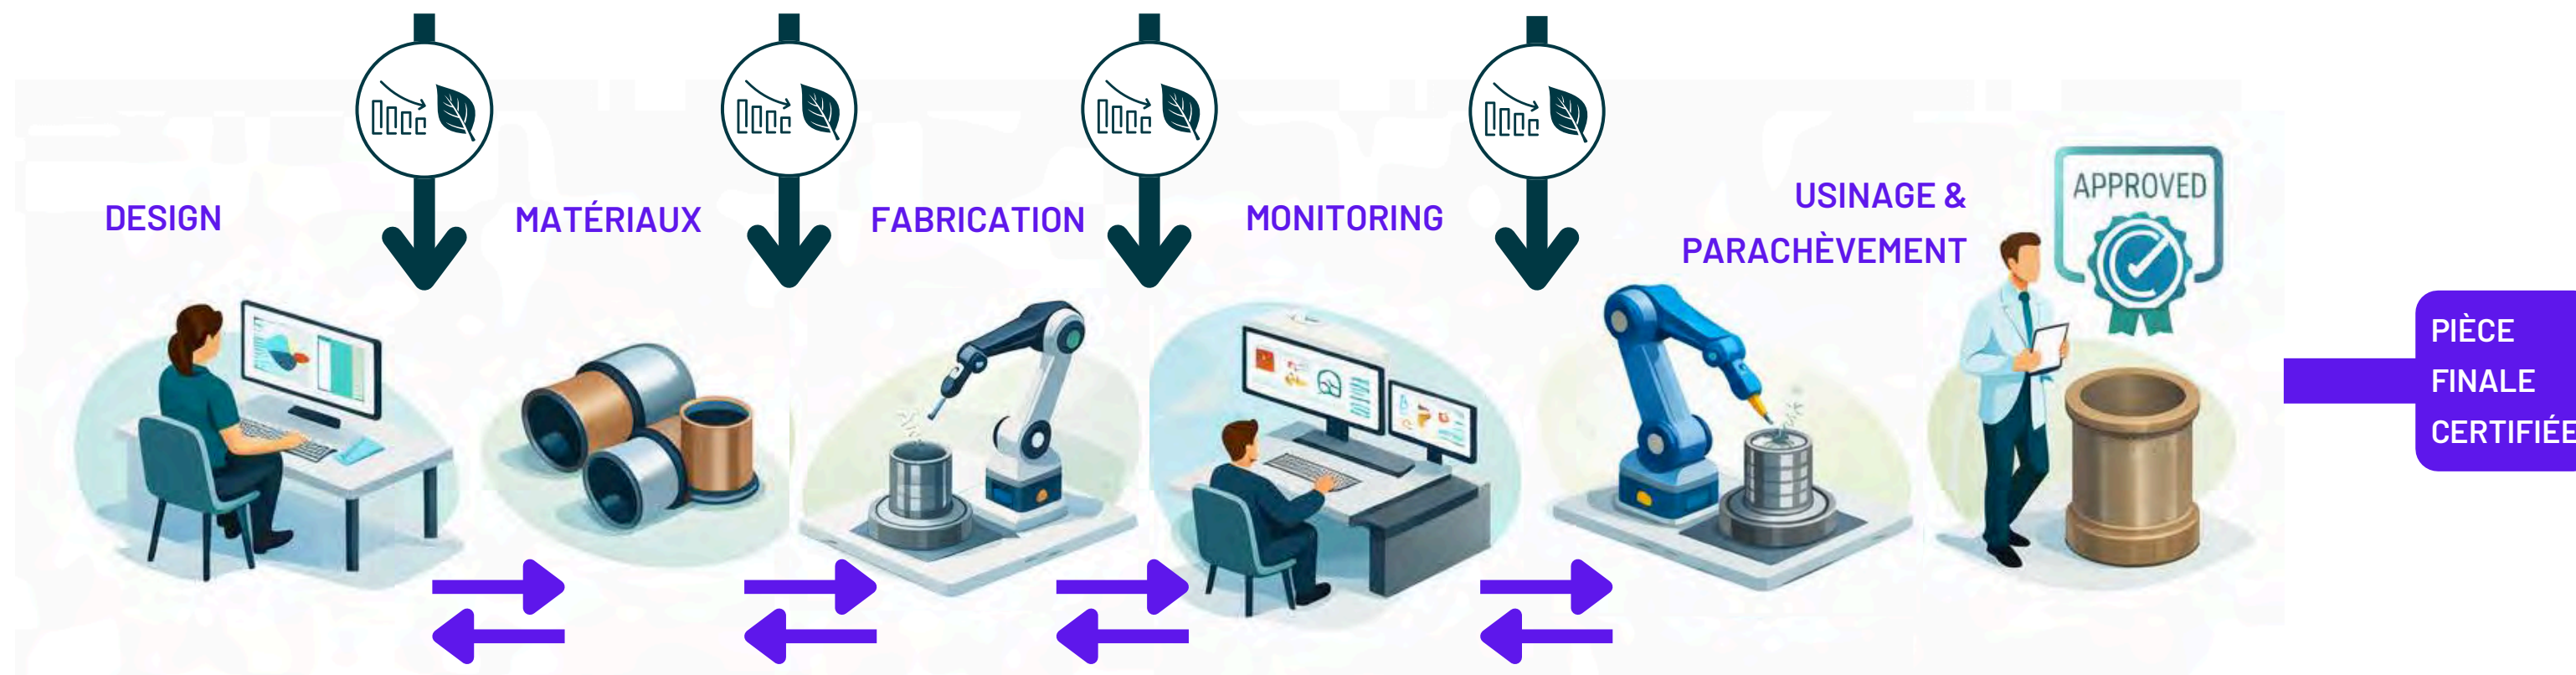 DESIGN
MATÉRIAUX
FABRICATION
MONITORING
USINAGE &
PARACHÈVEMENT
APPROVED
PIÈCE
FINALE
CERTIFIÉE